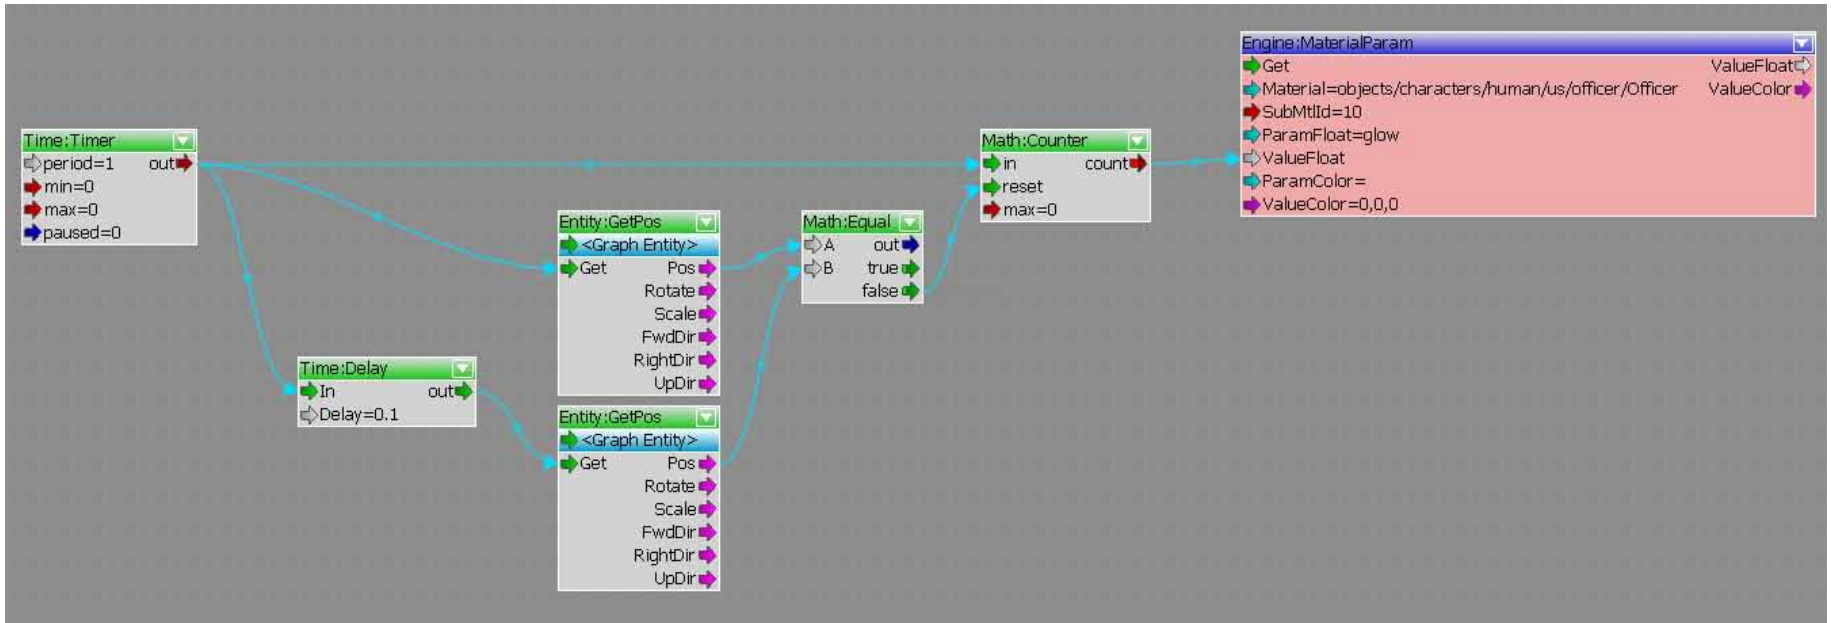 Time:Timer
period=1 out
min=0
max=0
paused=0
Time:Delay
In out
Delay=0.1
Entity:GetPos
<Graph Entity>
Get Pos
Rotate
Scale
FwdDir
RightDir
UpDir
Entity:GetPos
<Graph Entity>
Get Pos
Rotate
Scale
FwdDir
RightDir
UpDir
Math:Equal
A out
B true
false
Math:Counter
in count
reset
max=0
Engine:MaterialParam
Get ValueFloat
Material=objects/characters/human/us/officer/Officer ValueColor
SubMtlId=10
ParamFloat=glow
ValueFloat
ParamColor=
ValueColor=0,0,0